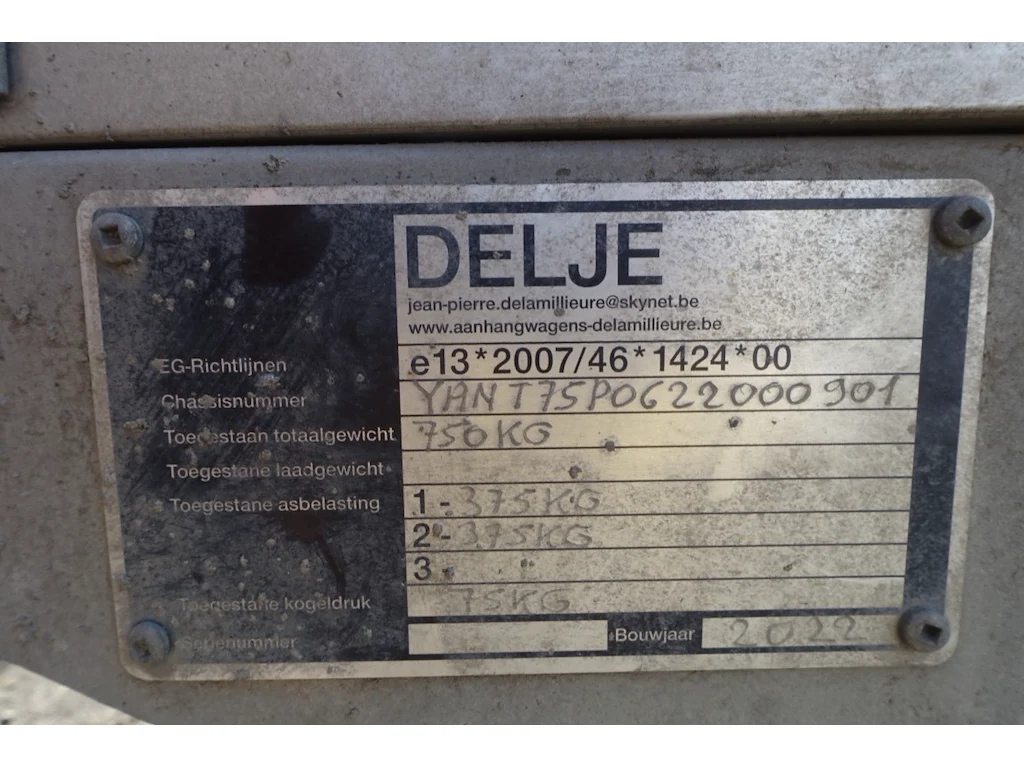 DELJE
jean-pierre.delamillieure@skynet.be
www.aanhangwagens-delamillieure.be
EG-Richtlijnen e13*2007/46*1424*00
Chassisnummer YANT75P0622000901
Toegestaan totaalgewicht 750KG
Toegestane laadgewicht
Toegestane asbelasting 1-375KG
2-375KG
3-
Toegestane kogeldruk 75KG
Serienummer Bouwjaar 2022